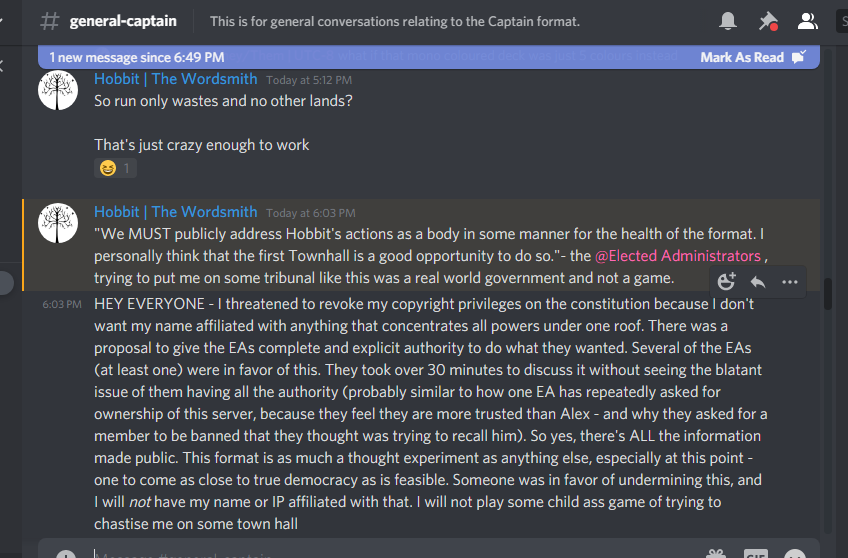 # general-captain
This is for general conversations relating to the Captain format.
1 new message since 6:49 PM
Mark As Read
Hobbit | The Wordsmith Today at 5:12 PM
So run only wastes and no other lands?
That's just crazy enough to work
😆 1
Hobbit | The Wordsmith Today at 6:03 PM
"We MUST publicly address Hobbit's actions as a body in some manner for the health of the format. I
personally think that the first Townhall is a good opportunity to do so."- the @Elected Administrators ,
trying to put me on some tribunal like this was a real world government and not a game.
6:03 PM HEY EVERYONE - I threatened to revoke my copyright privileges on the constitution because I don't
want my name affiliated with anything that concentrates all powers under one roof. There was a
proposal to give the EAs complete and explicit authority to do what they wanted. Several of the EAs
(at least one) were in favor of this. They took over 30 minutes to discuss it without seeing the blatant
issue of them having all the authority (probably similar to how one EA has repeatedly asked for
ownership of this server, because they feel they are more trusted than Alex - and why they asked for a
member to be banned that they thought was trying to recall him). So yes, there's ALL the information
made public. This format is as much a thought experiment as anything else, especially at this point -
one to come as close to true democracy as is feasible. Someone was in favor of undermining this, and
I will not have my name or IP affiliated with that. I will not play some child ass game of trying to
chastise me on some town hall
Message #general-captain
GIF